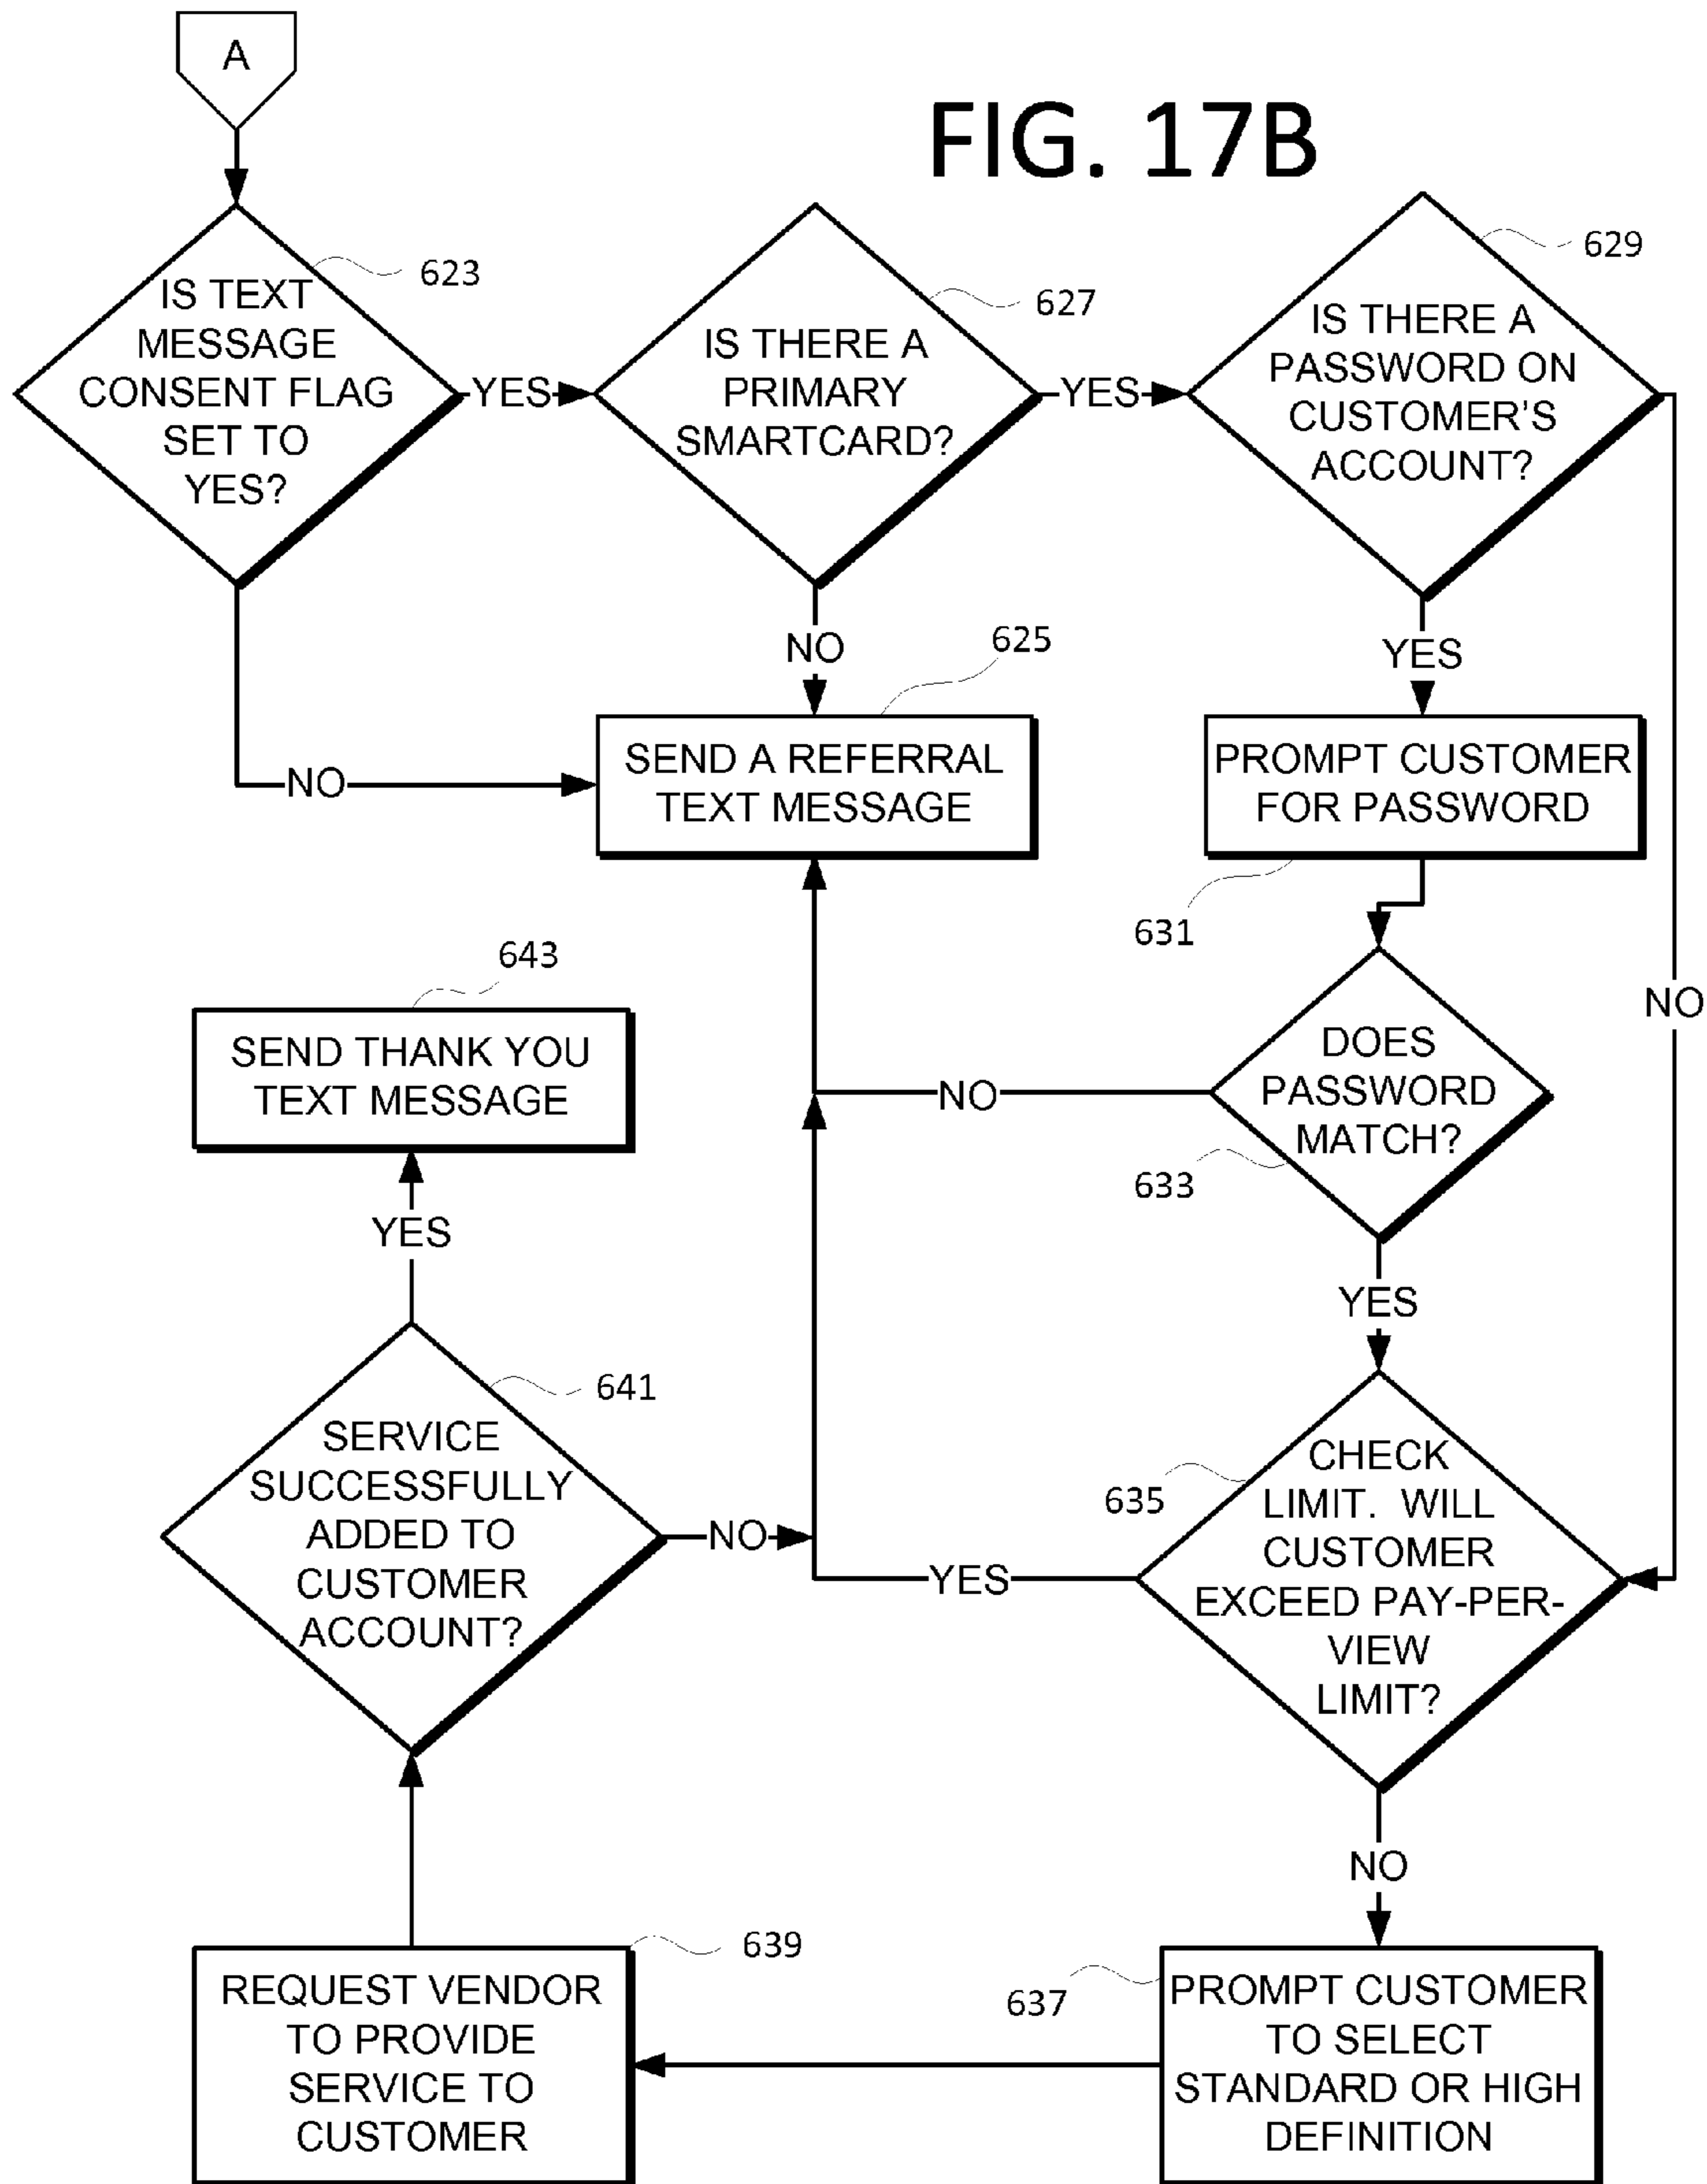 A
FIG. 17B
IS TEXT
MESSAGE
CONSENT FLAG
SET TO
YES?
623
YES
IS THERE A
PRIMARY
SMARTCARD?
627
YES
IS THERE A
PASSWORD ON
CUSTOMER'S
ACCOUNT?
629
NO
NO
625
YES
NO
SEND A REFERRAL
TEXT MESSAGE
PROMPT CUSTOMER
FOR PASSWORD
631
643
SEND THANK YOU
TEXT MESSAGE
NO
DOES
PASSWORD
MATCH?
633
YES
YES
641
SERVICE
SUCCESSFULLY
ADDED TO
CUSTOMER
ACCOUNT?
NO
YES
635
CHECK
LIMIT. WILL
CUSTOMER
EXCEED PAY-PER-
VIEW
LIMIT?
NO
639
REQUEST VENDOR
TO PROVIDE
SERVICE TO
CUSTOMER
637
PROMPT CUSTOMER
TO SELECT
STANDARD OR HIGH
DEFINITION